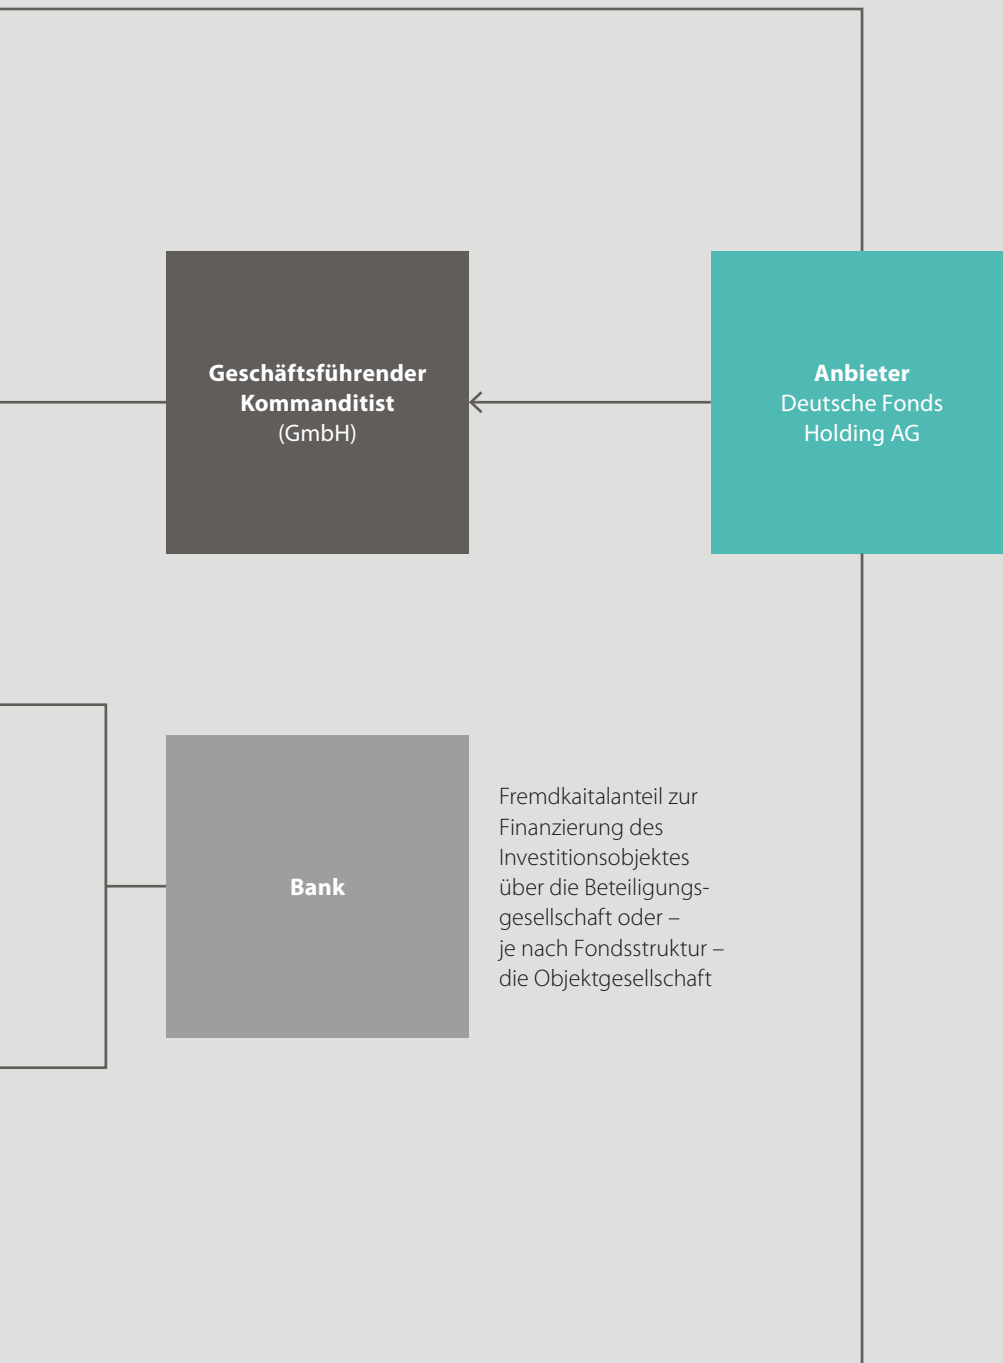 Geschäftsführender
Kommanditist
(GmbH)
Anbieter
Deutsche Fonds
Holding AG
Bank
Fremdkaitalanteil zur
Finanzierung des
Investitionsobjektes
über die Beteiligungs-
gesellschaft oder –
je nach Fondsstruktur –
die Objektgesellschaft